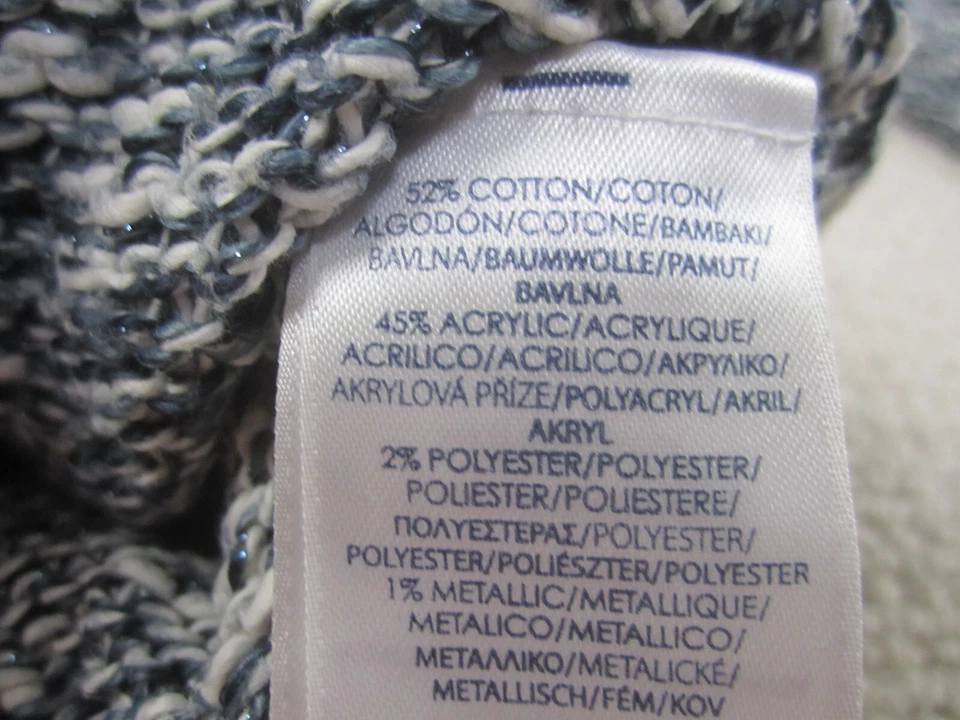 52% COTTON/COTON/
ALGODÓN/COTONE/BAMBAKI/
BAVLNA/BAUMWOLLE/PAMUT/
BAVLNA
45% ACRYLIC/ACRYLIQUE/
ACRILICO/ACRILICO/ΑΚΡΥΛΙΚΟ/
AKRYLOVÁ PŘÍZE/POLYACRYL/AKRIL/
AKRYL
2% POLYESTER/POLYESTER/
POLIESTER/POLIESTERE/
ΠΟΛΥΕΣΤΕΡΑΣ/POLYESTER/
POLYESTER/POLIÉSZTER/POLYESTER
1% METALLIC/METALLIQUE/
METALICO/METALLICO/
ΜΕΤΑΛΛΙΚΟ/METALICKÉ/
METALLISCH/FÉM/KOV